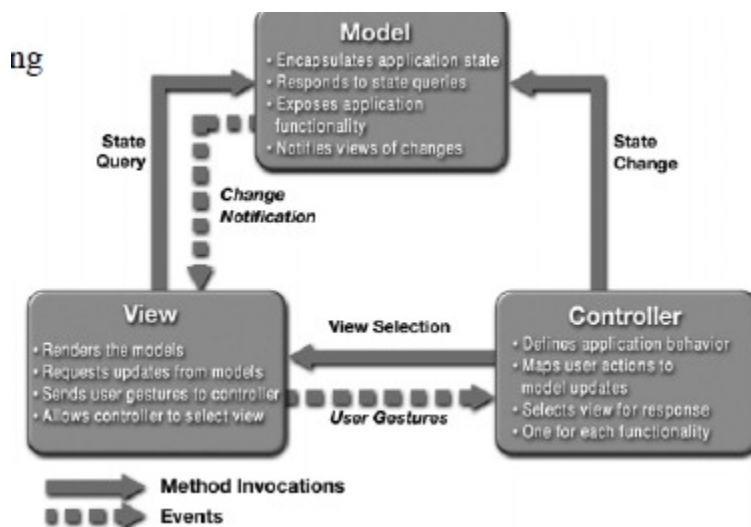 ng
Model
• Encapsulates application state
• Responds to state queries
• Exposes application
functionality
• Notifies views of changes
State
Query
State
Change
Change
Notification
View
• Renders the models
• Requests updates from models
• Sends user gestures to controller
• Allows controller to select view
View Selection
User Gestures
Controller
• Defines application behavior
• Maps user actions to
model updates
• Selects view for response
• One for each functionality
Method Invocations
Events